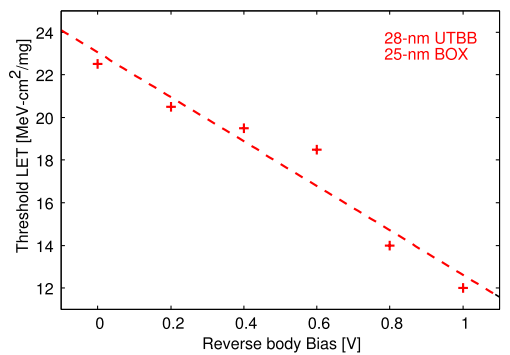 28-nm UTBB
25-nm BOX
Threshold LET [MeV-cm²/mg]
24
22
20
18
16
14
12
0 0.2 0.4 0.6 0.8 1
Reverse body Bias [V]